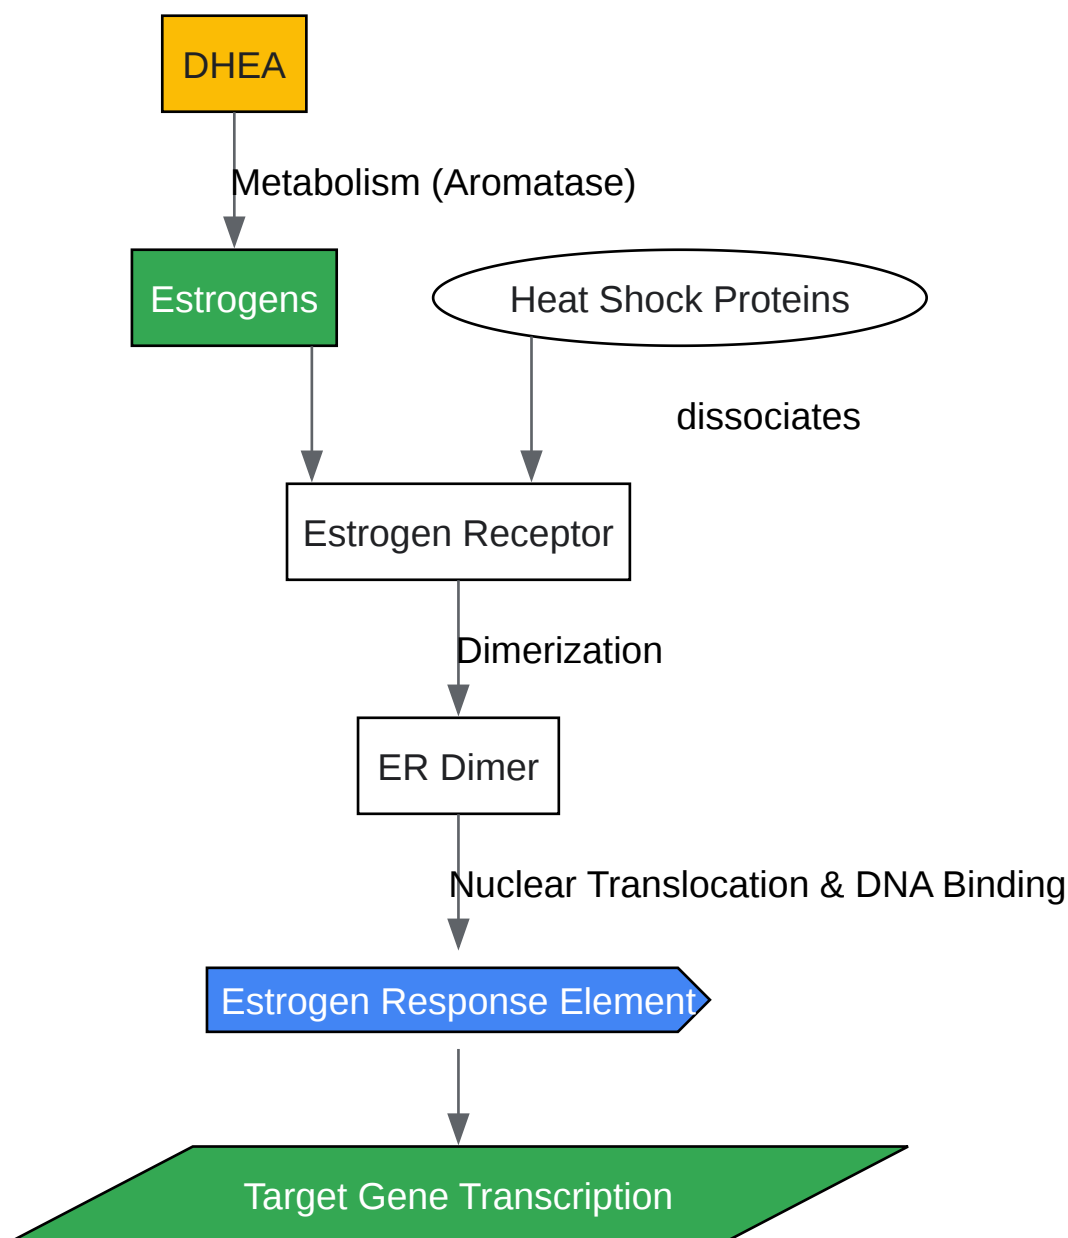 DHEA
Metabolism (Aromatase)
Estrogens
Heat Shock Proteins
dissociates
Estrogen Receptor
Dimerization
ER Dimer
Nuclear Translocation & DNA Binding
Estrogen Response Element
Target Gene Transcription